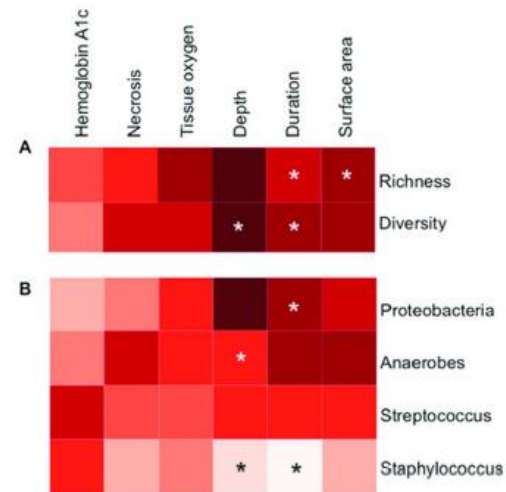 Hemoglobin A1c
Necrosis
Tissue oxygen
Depth
Duration
Surface area
A
* * Richness
* * Diversity
B
* Proteobacteria
* Anaerobes
Streptococcus
* * Staphylococcus